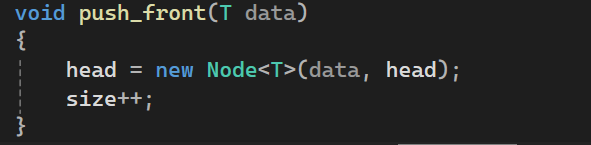 void push_front(T data)
{
head = new Node<T>(data, head);
size++;
}